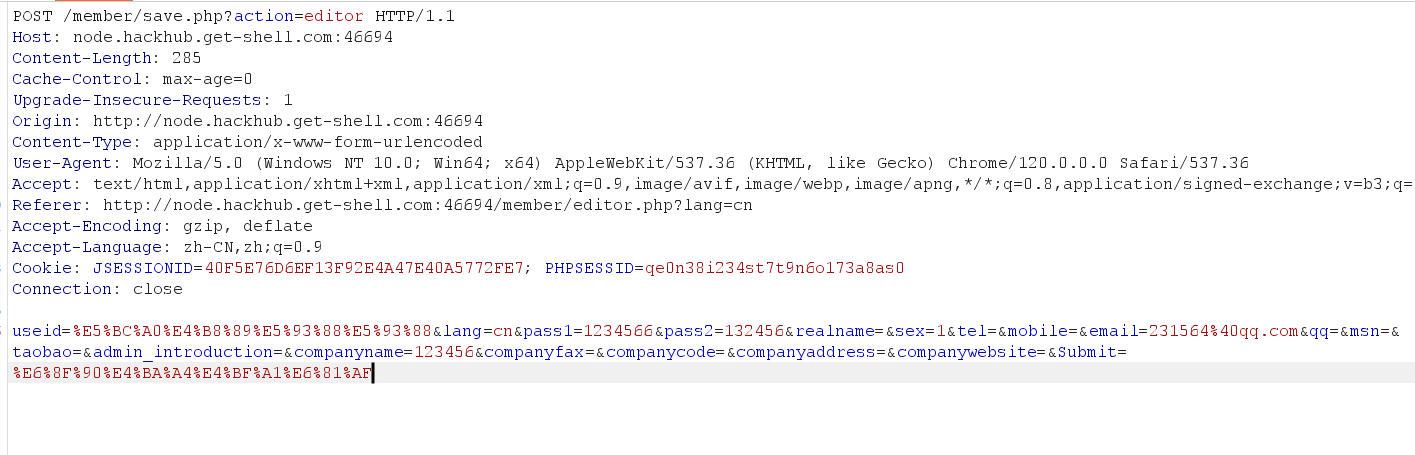 POST /member/save.php?action=editor HTTP/1.1
Host: node.hackhub.get-shell.com:46694
Content-Length: 285
Cache-Control: max-age=0
Upgrade-Insecure-Requests: 1
Origin: http://node.hackhub.get-shell.com:46694
Content-Type: application/x-www-form-urlencoded
User-Agent: Mozilla/5.0 (Windows NT 10.0; Win64; x64) AppleWebKit/537.36 (KHTML, like Gecko) Chrome/120.0.0.0 Safari/537.36
Accept: text/html,application/xhtml+xml,application/xml;q=0.9,image/avif,image/webp,image/apng,*/*;q=0.8,application/signed-exchange;v=b3;q=
Referer: http://node.hackhub.get-shell.com:46694/member/editor.php?lang=cn
Accept-Encoding: gzip, deflate
Accept-Language: zh-CN,zh;q=0.9
Cookie: JSESSIONID=40F5E76D6EF13F92E4A47E40A5772FE7; PHPSESSID=qe0n38i234st7t9n6o173a8as0
Connection: close
useid=%E5%BC%A0%E4%B8%89%E5%93%88%E5%93%88&lang=cn&pass1=1234566&pass2=132456&realname=&sex=1&tel=&mobile=&email=231564%40qq.com&qq=&msn=&
taobao=&admin_introduction=&companyname=123456&companyfax=&companycode=&companyaddress=&companywebsite=&Submit=
%E6%8F%90%E4%BA%A4%E4%BF%A1%E6%81%AF